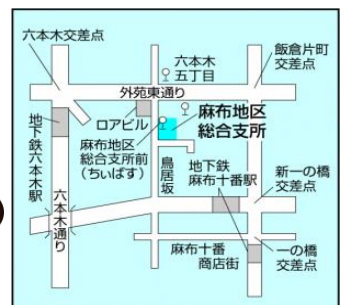 六本木交差点
六本木
五丁目
飯倉片町
交差点
外苑東通り
ロアビル
麻布地区
総合支所
麻布地区
総合支所前
(ちぃばす)
地下鉄六本木駅
鳥居坂
地下鉄
麻布十番駅
新一の橋
交差点
六本木通り
麻布十番
商店街
一の橋
交差点